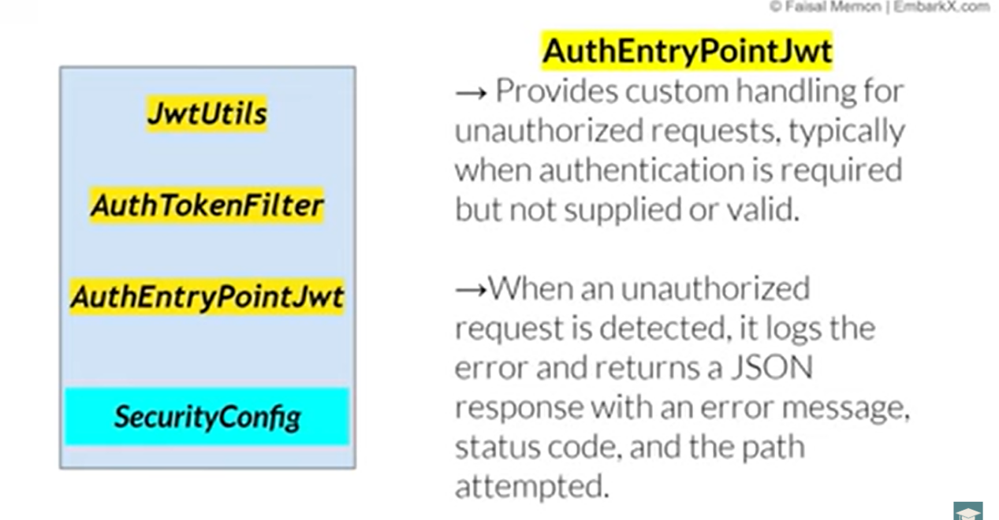 © Faisal Memon | EmbarkX.com
JwtUtils
AuthTokenFilter
AuthEntryPointJwt
SecurityConfig
AuthEntryPointJwt
→ Provides custom handling for
unauthorized requests, typically
when authentication is required
but not supplied or valid.
→When an unauthorized
request is detected, it logs the
error and returns a JSON
response with an error message,
status code, and the path
attempted.